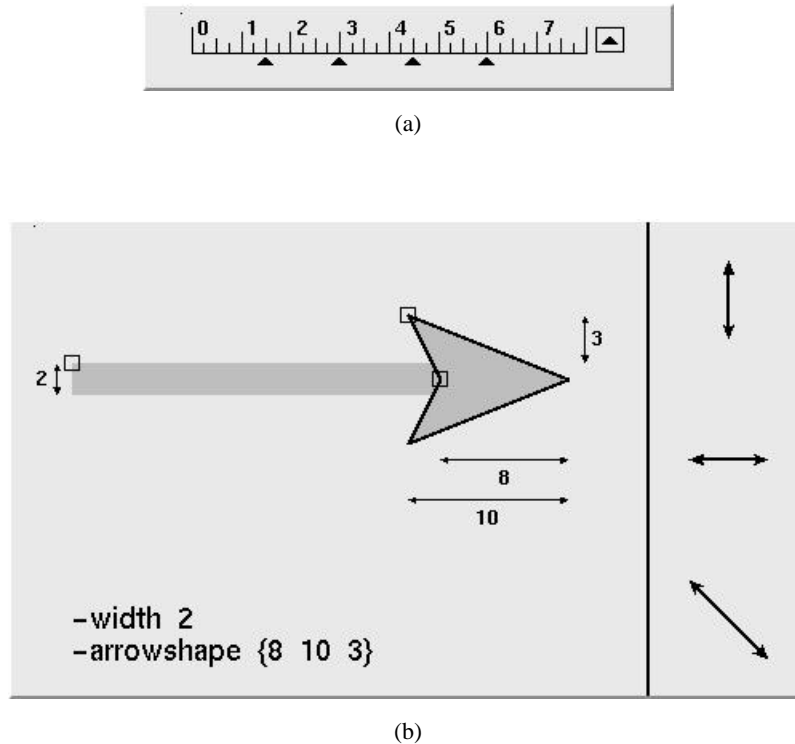 0 1 2 3 4 5 6 7
(a)
3
2
8
10
–width 2
–arrowshape {8 10 3}
(b)